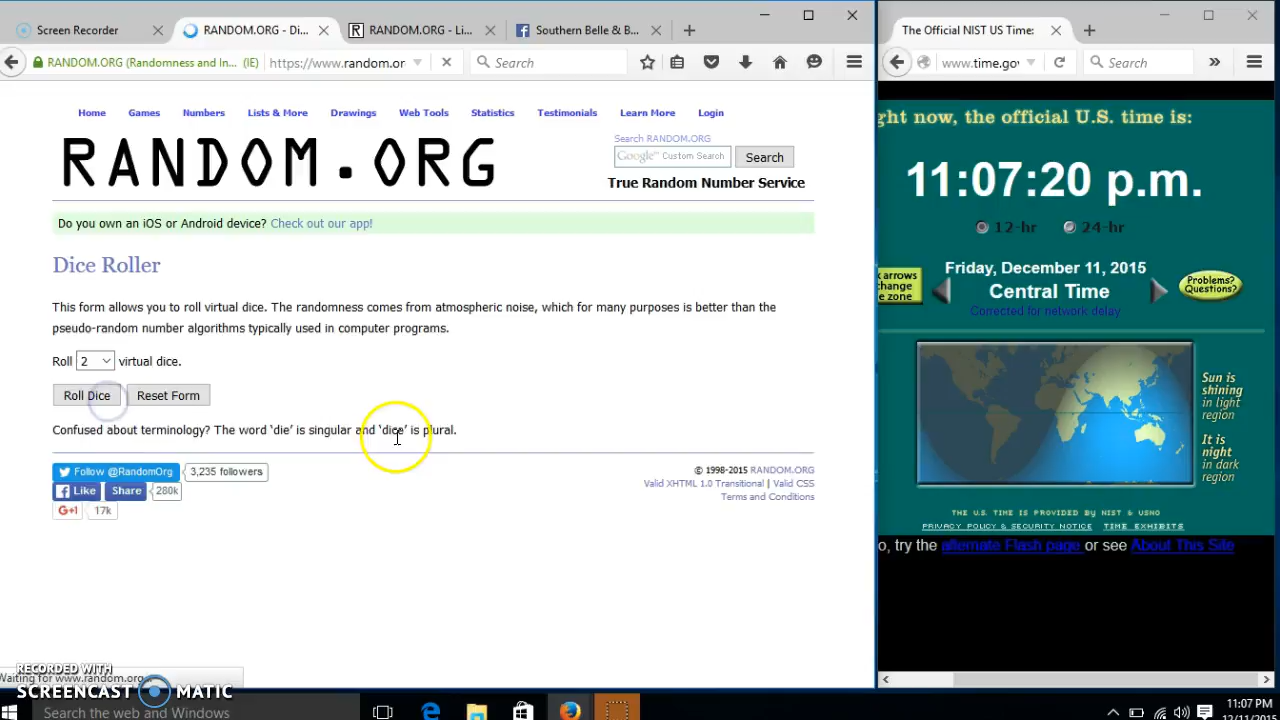 Screen Recorder
RANDOM.ORG - Di...
RANDOM.ORG - Li...
Southern Belle & B...
RANDOM.ORG (Randomness and In... (IE)
https://www.random.or
Search
Home Games Numbers Lists & More Drawings Web Tools Statistics Testimonials Learn More Login
RANDOM.ORG
Search RANDOM.ORG
Google™ Custom Search
Search
True Random Number Service
Do you own an iOS or Android device? Check out our app!
Dice Roller
This form allows you to roll virtual dice. The randomness comes from atmospheric noise, which for many purposes is better than the
pseudo-random number algorithms typically used in computer programs.
Roll 2 virtual dice.
Roll Dice Reset Form
Confused about terminology? The word ‘die’ is singular and ‘dice’ is plural.
Follow @RandomOrg 3,235 followers
Like Share 280k
G+1 17k
© 1998-2015 RANDOM.ORG
Valid XHTML 1.0 Transitional | Valid CSS
Terms and Conditions
Waiting for www.random.org
RECORDED WITH
SCREENCAST MATIC
Search the web and Windows
The Official NIST US Time:
www.time.gov
Search
ght now, the official U.S. time is:
11:07:20 p.m.
12-hr 24-hr
k arrows
change
e zone
Friday, December 11, 2015
Central Time
Corrected for network delay
Problems?
Questions?
Sun is
shining
in light
region
It is
night
in dark
region
THE U.S. TIME IS PROVIDED BY NIST & USNO
PRIVACY POLICY & SECURITY NOTICE TIME EXHIBITS
o, try the alternate Flash page or see About This Site
11:07 PM
12/11/2015